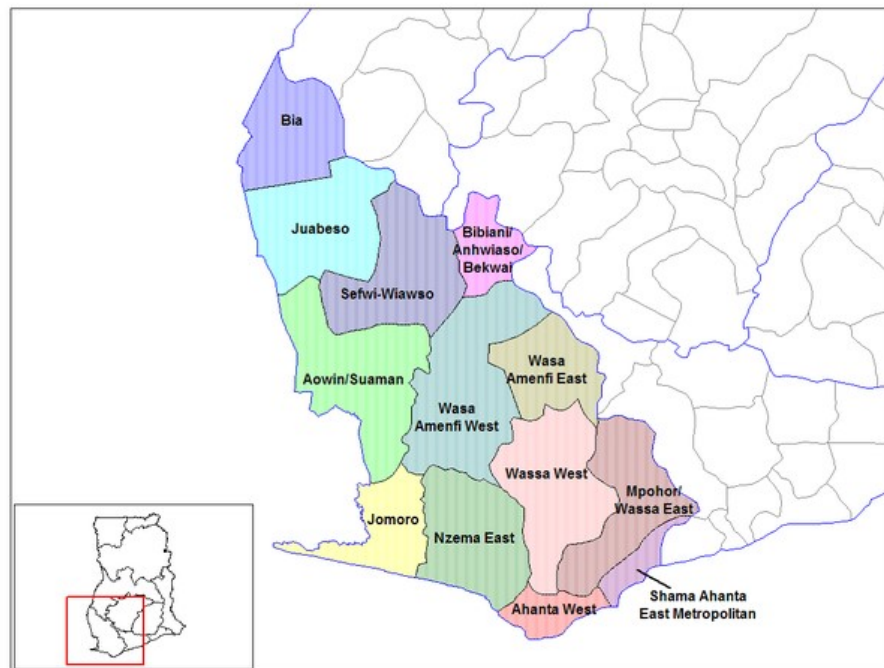 Bia
Juabeso
Bibiani/
Anhwiaso/
Bekwai
Sefwi-Wiawso
Aowin/Suaman
Wasa
Amenfi East
Wasa
Amenfi West
Wassa West
Mpohor/
Wassa East
Jomoro
Nzema East
Ahanta West
Shama Ahanta
East Metropolitan